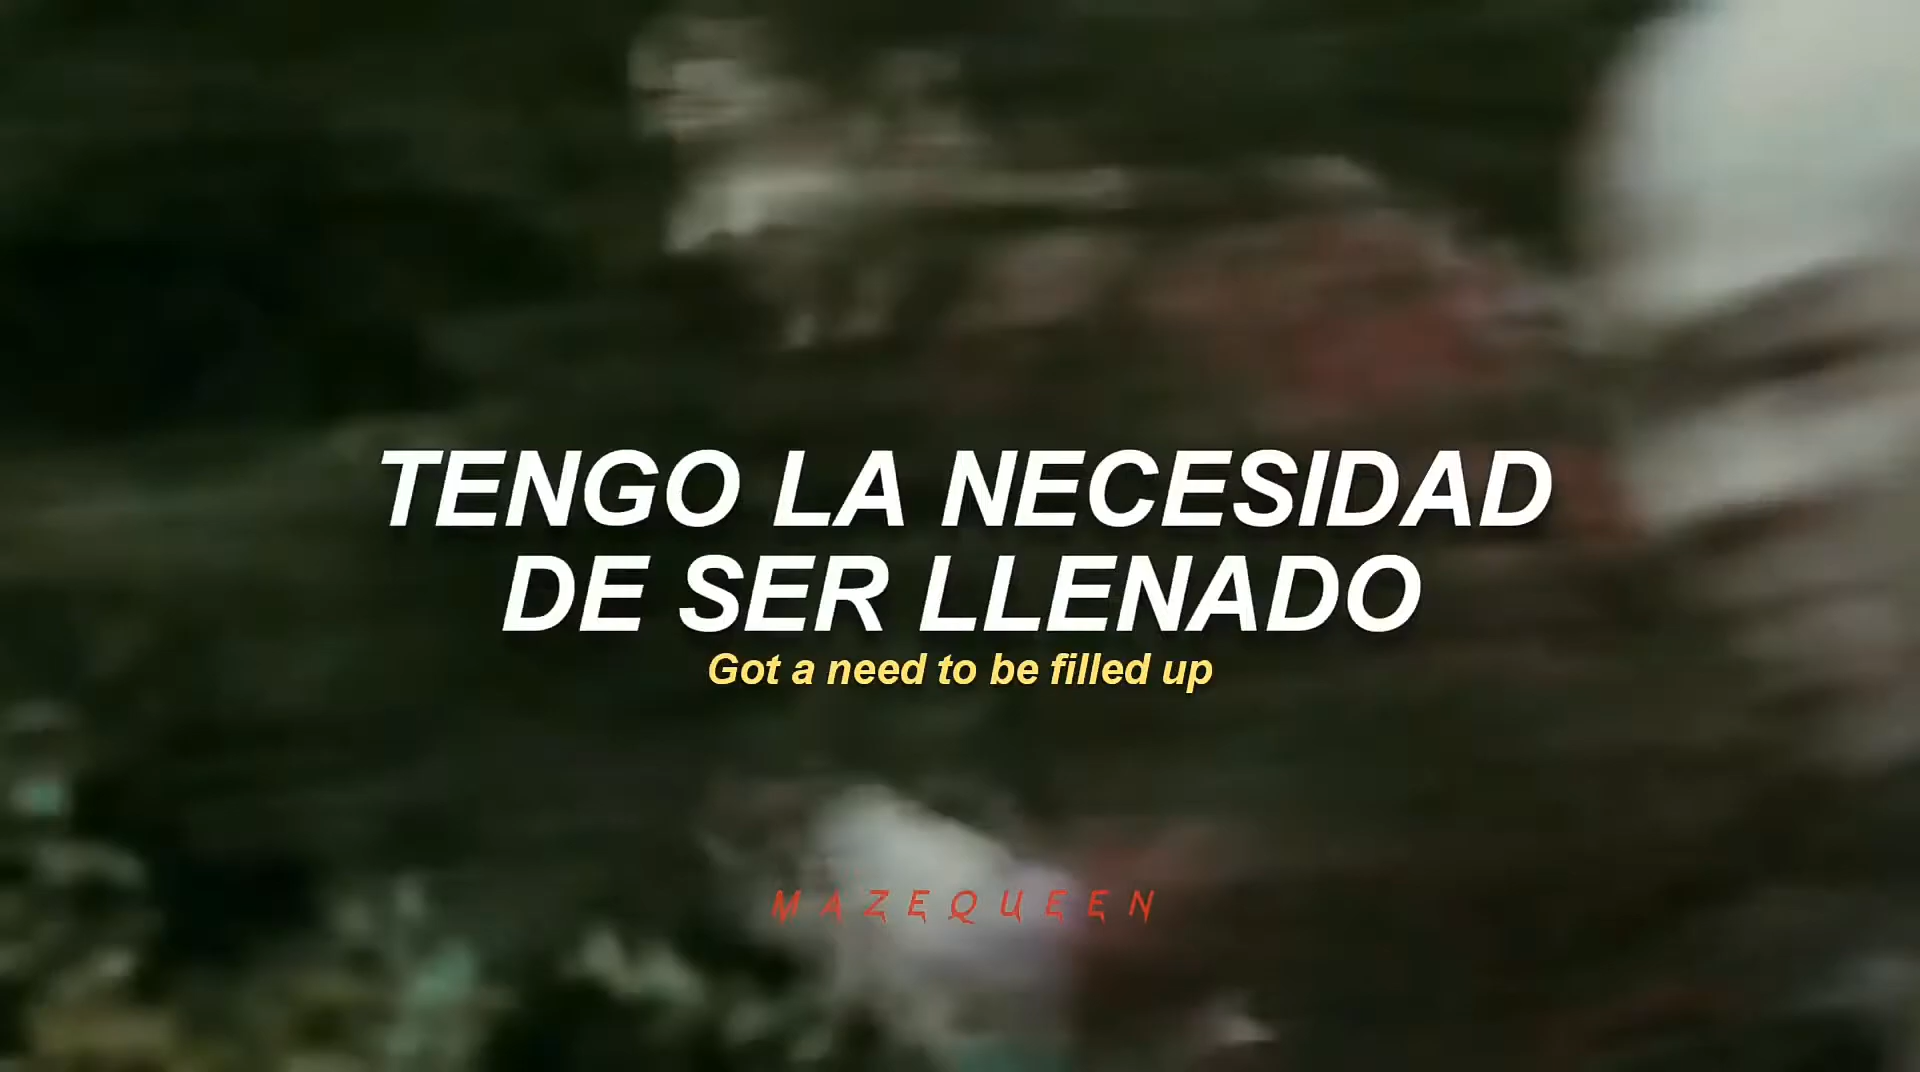 TENGO LA NECESIDAD
DE SER LLENADO
Got a need to be filled up
MAZEQUEEN